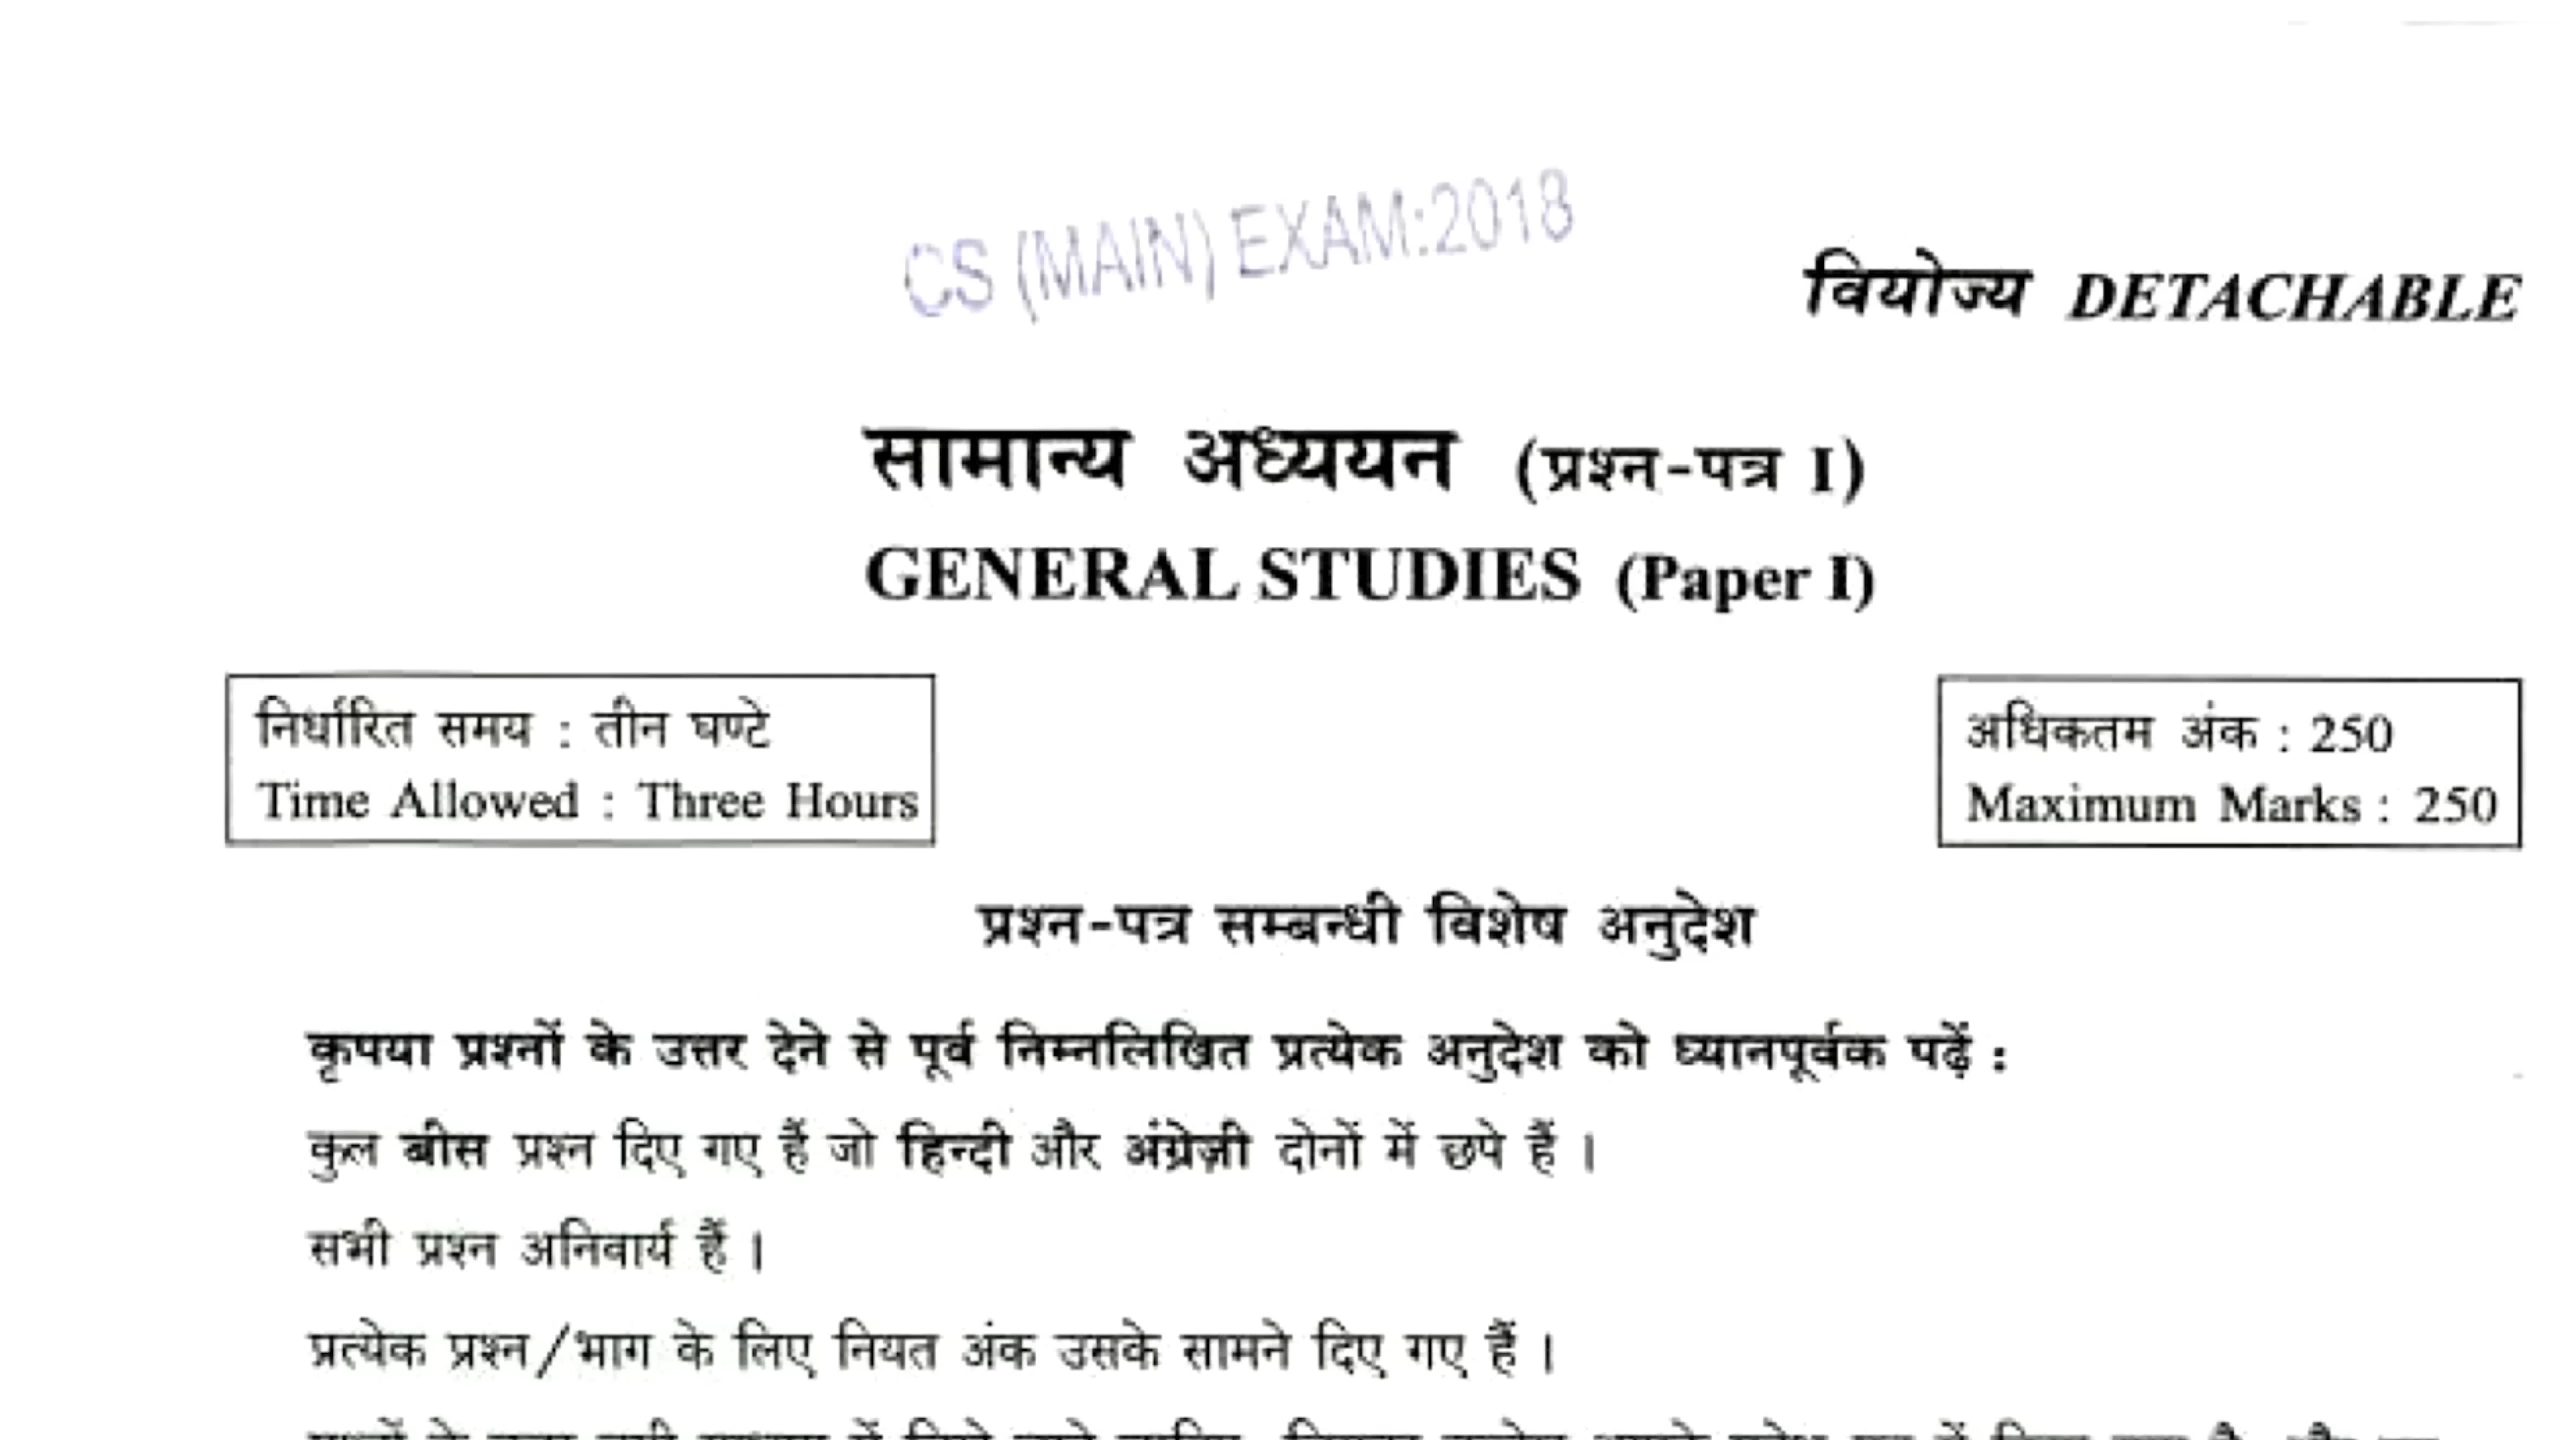 CS (MAIN) EXAM:2018
वियोज्य DETACHABLE
सामान्य अध्ययन (प्रश्न-पत्र I)
GENERAL STUDIES (Paper I)
निर्धारित समय : तीन घण्टे
Time Allowed : Three Hours
अधिकतम अंक : 250
Maximum Marks : 250
प्रश्न-पत्र सम्बन्धी विशेष अनुदेश
कृपया प्रश्नों के उत्तर देने से पूर्व निम्नलिखित प्रत्येक अनुदेश को ध्यानपूर्वक पढ़ें :
कुल बीस प्रश्न दिए गए हैं जो हिन्दी और अंग्रेज़ी दोनों में छपे हैं ।
सभी प्रश्न अनिवार्य हैं ।
प्रत्येक प्रश्न/भाग के लिए नियत अंक उसके सामने दिए गए हैं ।